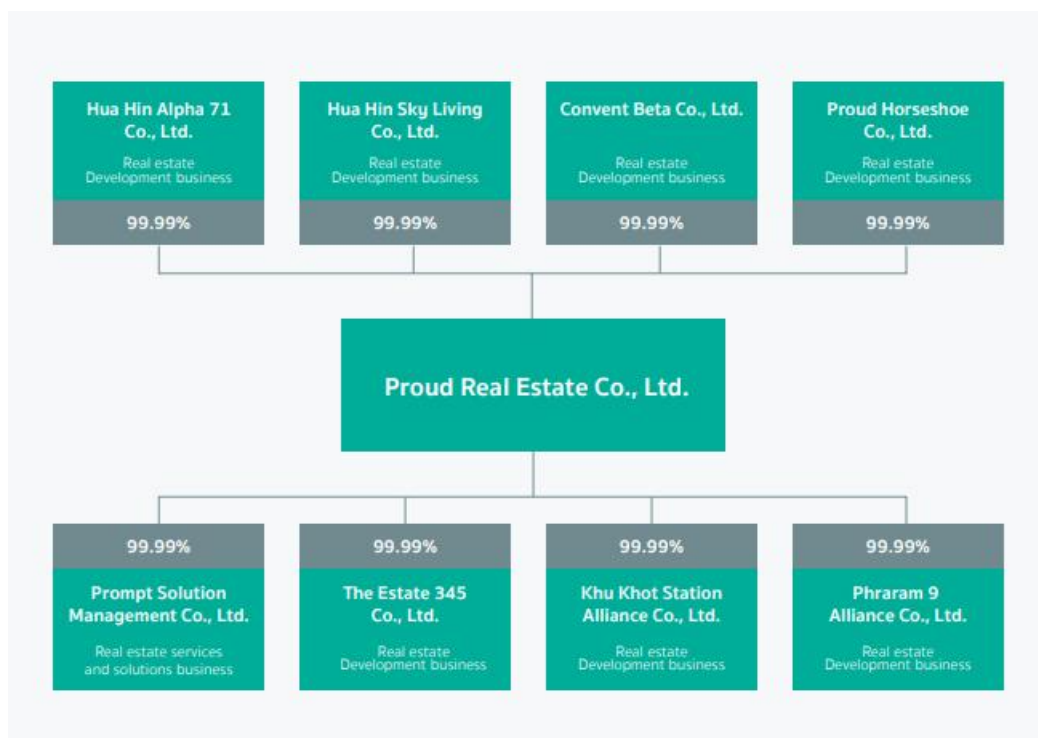 Hua Hin Alpha 71
Co., Ltd.
Real estate
Development business
99.99%
Hua Hin Sky Living
Co., Ltd.
Real estate
Development business
99.99%
Convent Beta Co., Ltd.
Real estate
Development business
99.99%
Proud Horseshoe
Co., Ltd.
Real estate
Development business
99.99%
Proud Real Estate Co., Ltd.
99.99%
Prompt Solution
Management Co., Ltd.
Real estate services
and solutions business
99.99%
The Estate 345
Co., Ltd.
Real estate
Development business
99.99%
Khu Khot Station
Alliance Co., Ltd.
Real estate
Development business
99.99%
Phraram 9
Alliance Co., Ltd.
Real estate
Development business